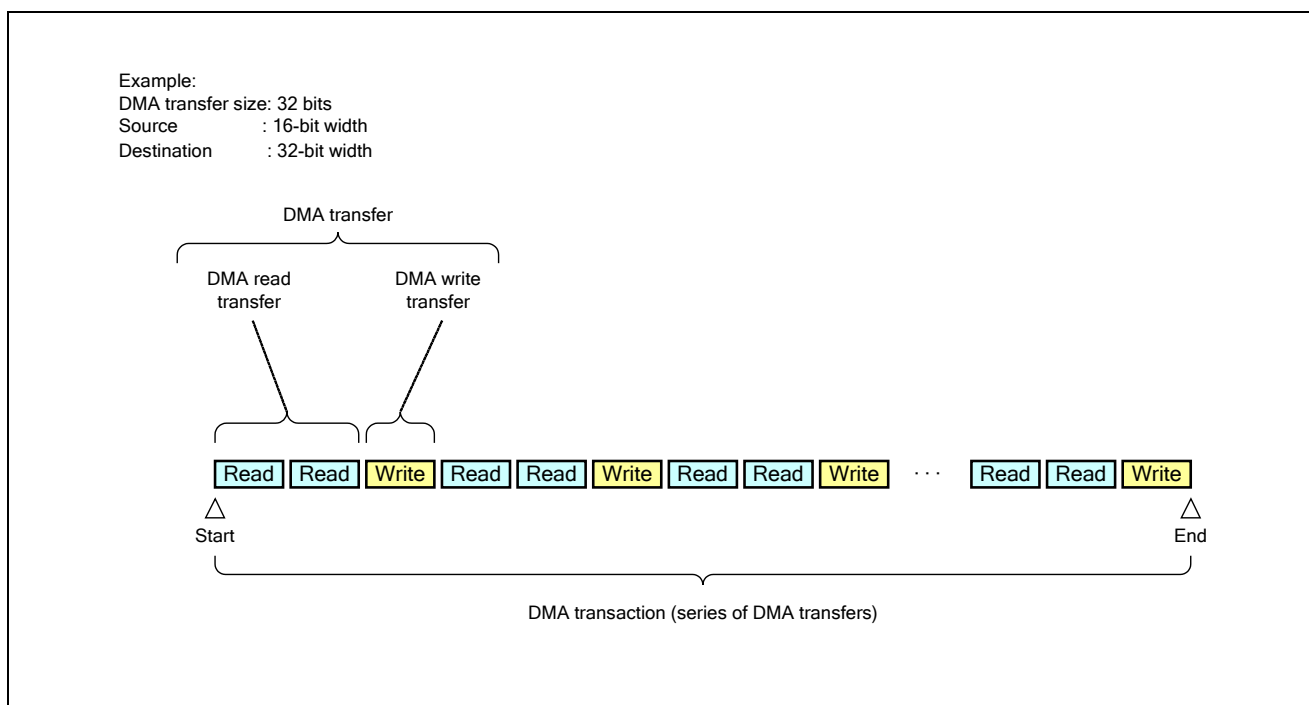 Example:
DMA transfer size: 32 bits
Source : 16-bit width
Destination : 32-bit width
DMA transfer
DMA read
transfer
DMA write
transfer
Read Read Write Read Read Write Read Read Write ··· Read Read Write
Start
End
DMA transaction (series of DMA transfers)